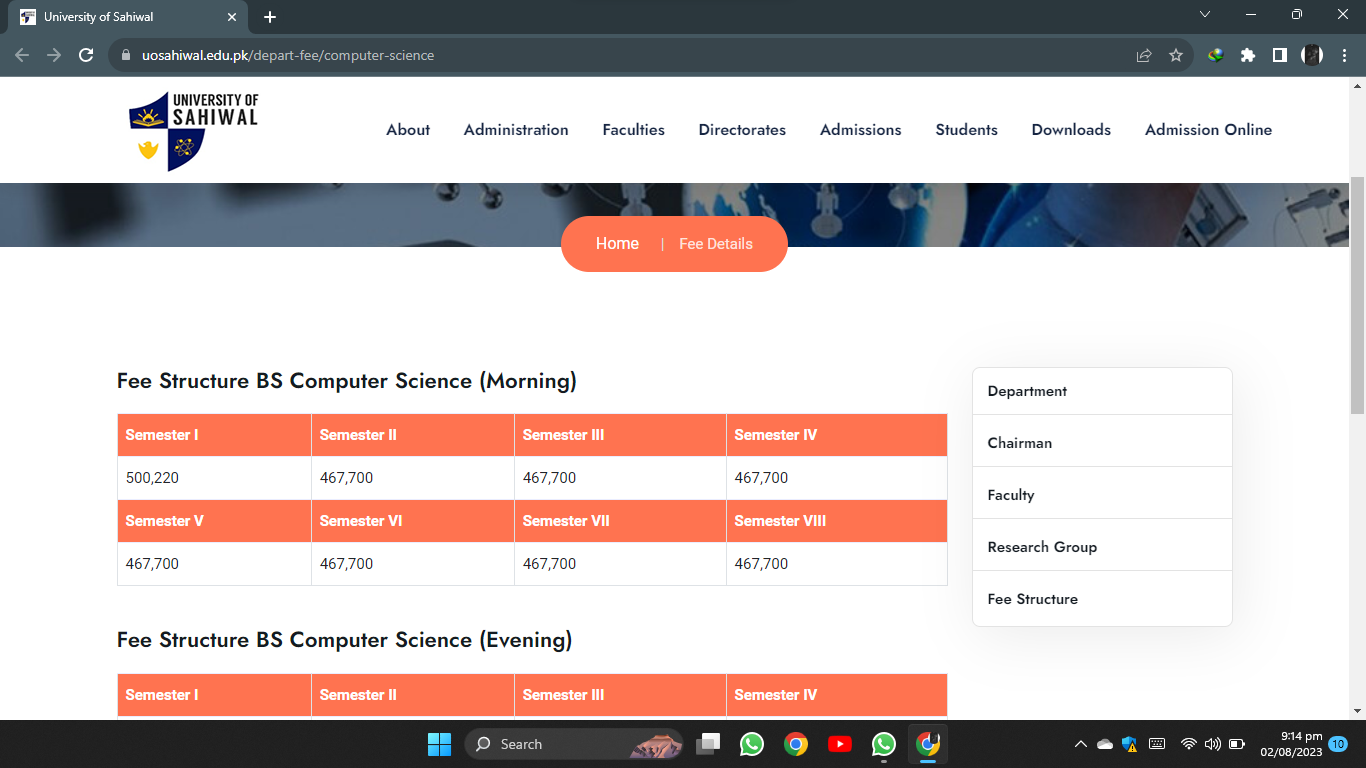 University of Sahiwal
uosahiwal.edu.pk/depart-fee/computer-science
UNIVERSITY OF
SAHIWAL
About Administration Faculties Directorates Admissions Students Downloads Admission Online
Home | Fee Details
Fee Structure BS Computer Science (Morning)
Semester I Semester II Semester III Semester IV
500,220 467,700 467,700 467,700
Semester V Semester VI Semester VII Semester VIII
467,700 467,700 467,700 467,700
Fee Structure BS Computer Science (Evening)
Semester I Semester II Semester III Semester IV
Department
Chairman
Faculty
Research Group
Fee Structure
Search
9:14 pm
02/08/2023
10